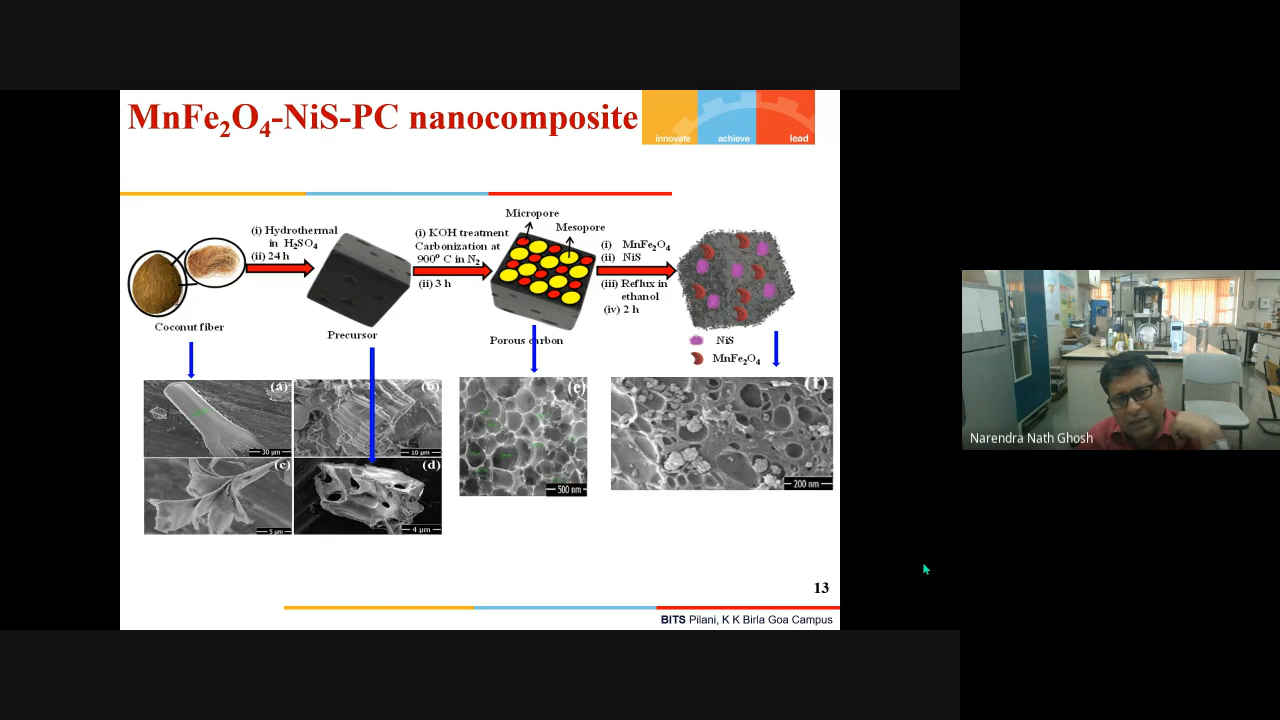 MnFe₂O₄-NiS-PC nanocomposite
innovate achieve lead
Micropore
Mesopore
(i) Hydrothermal
in H₂SO₄
(ii) 24 h
(i) KOH treatment
Carbonization at
900⁰ C in N₂
(ii) 3 h
(i) MnFe₂O₄
(ii) NiS
(iii) Reflux in
ethanol
(iv) 2 h
Coconut fiber
Precursor
Porous carbon
NiS
MnFe₂O₄
(a)
30 µm
(b)
10 µm
(c)
5 µm
(d)
4 µm
(e)
500 nm
(f)
200 nm
13
BITS Pilani, K K Birla Goa Campus
Narendra Nath Ghosh